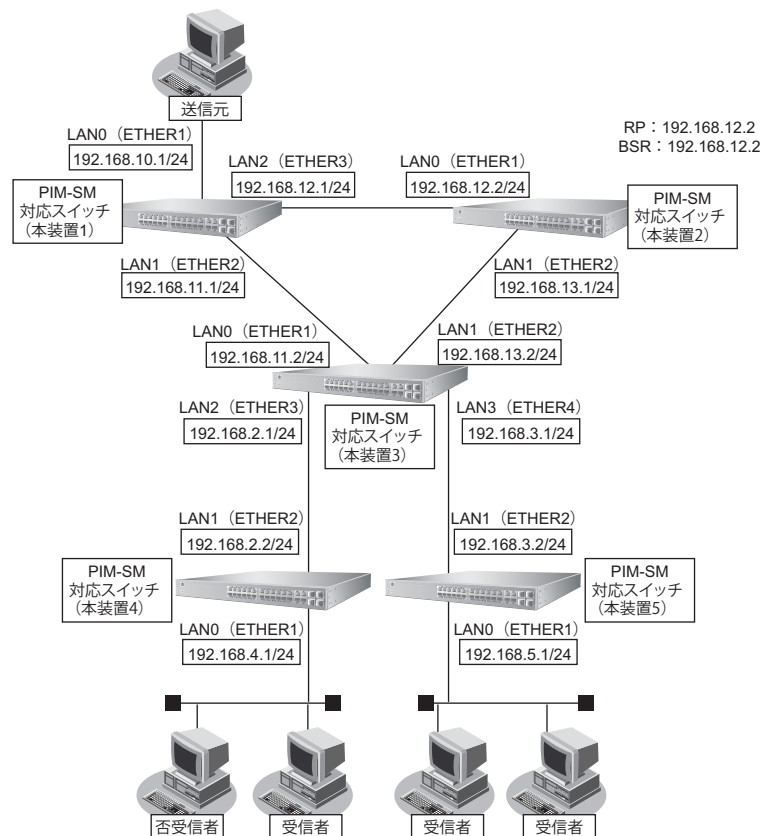 送信元
LAN0（ETHER1）
192.168.10.1/24
RP：192.168.12.2
BSR：192.168.12.2
LAN2（ETHER3）
192.168.12.1/24
LAN0（ETHER1）
192.168.12.2/24
PIM-SM
対応スイッチ
（本装置1）
PIM-SM
対応スイッチ
（本装置2）
LAN1（ETHER2）
192.168.11.1/24
LAN1（ETHER2）
192.168.13.1/24
LAN0（ETHER1）
192.168.11.2/24
LAN1（ETHER2）
192.168.13.2/24
LAN2（ETHER3）
192.168.2.1/24
PIM-SM
対応スイッチ
（本装置3）
LAN3（ETHER4）
192.168.3.1/24
LAN1（ETHER2）
192.168.2.2/24
LAN1（ETHER2）
192.168.3.2/24
PIM-SM
対応スイッチ
（本装置4）
PIM-SM
対応スイッチ
（本装置5）
LAN0（ETHER1）
192.168.4.1/24
LAN0（ETHER1）
192.168.5.1/24
否受信者
受信者
受信者
受信者